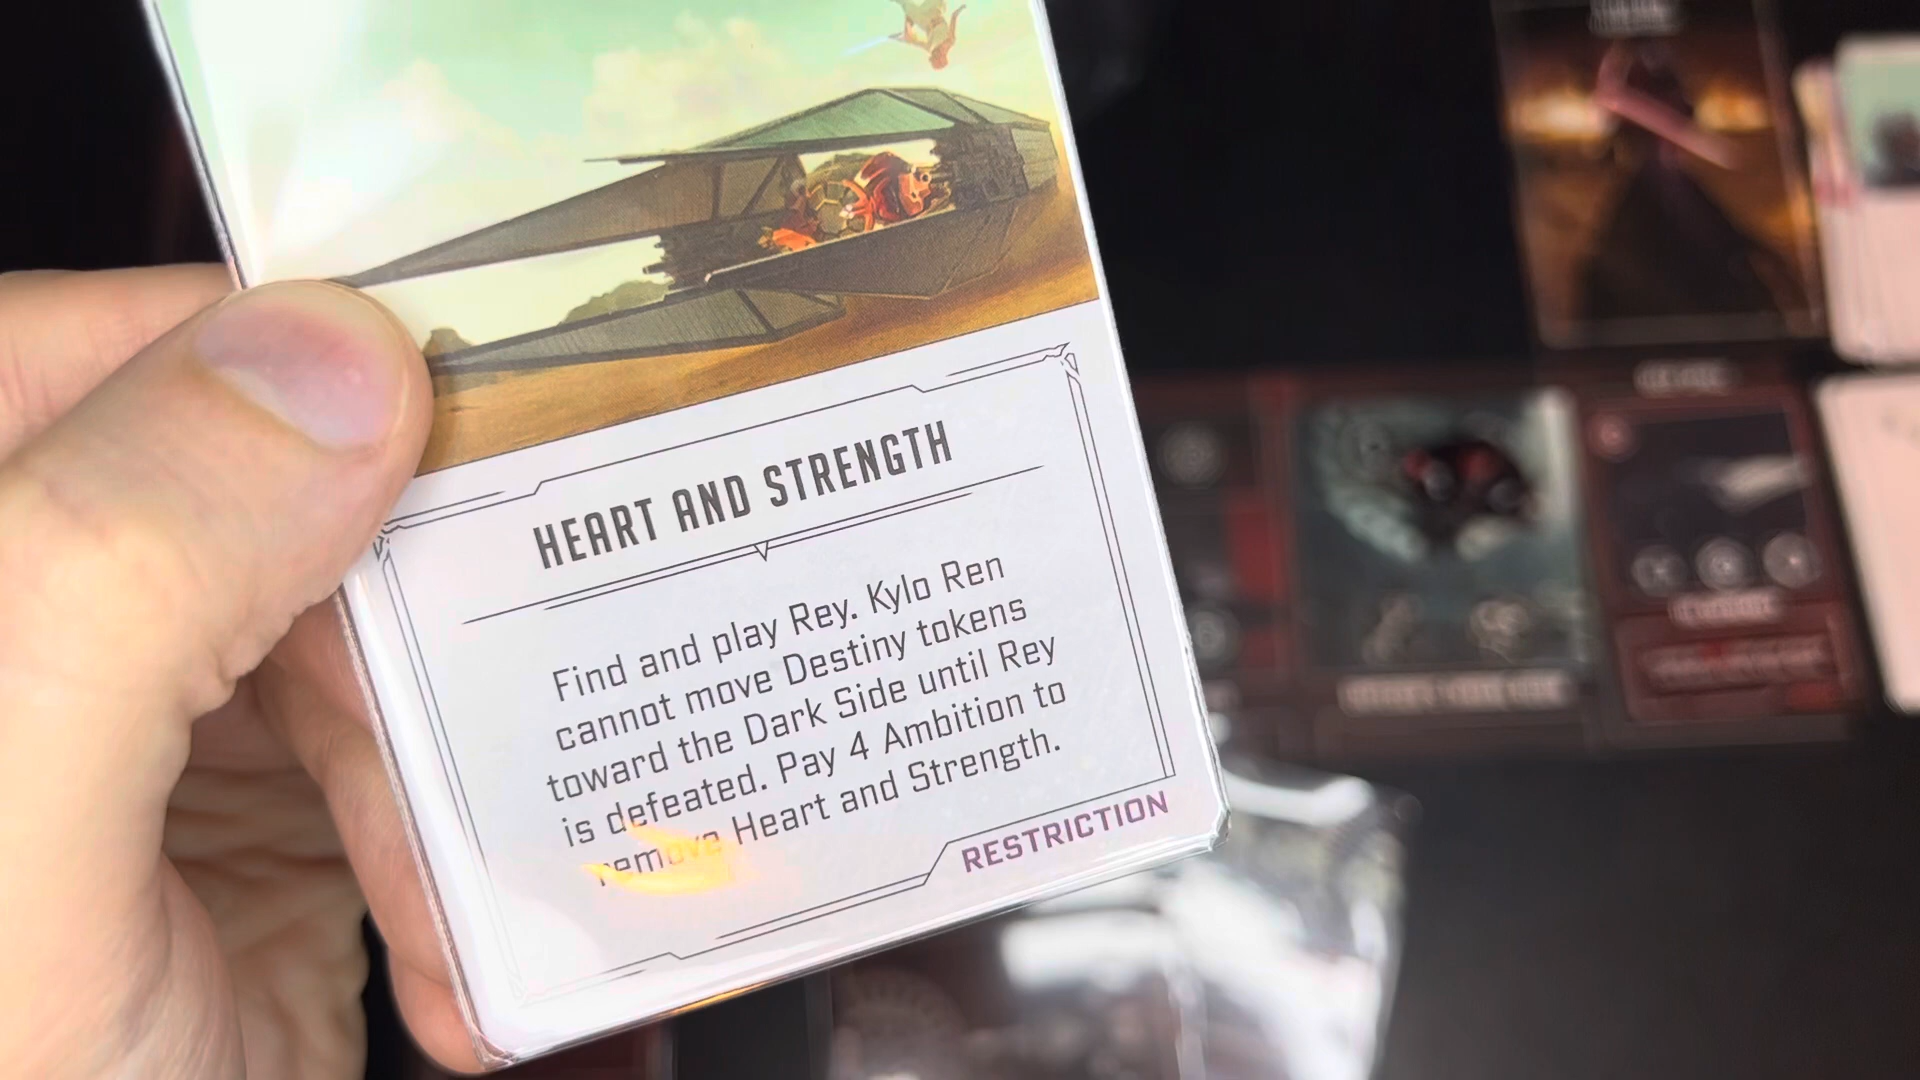 HEART AND STRENGTH
Find and play Rey. Kylo Ren
cannot move Destiny tokens
toward the Dark Side until Rey
is defeated. Pay 4 Ambition to
remove Heart and Strength.
RESTRICTION